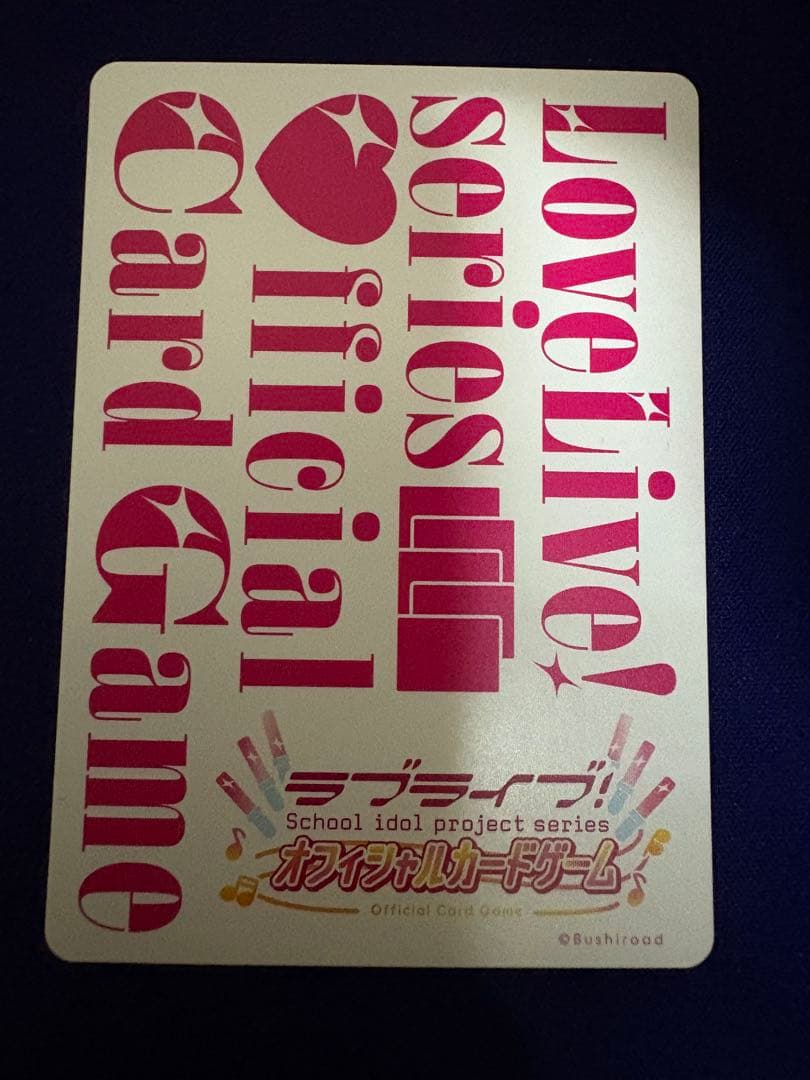 LoveLive!
series
Official
Card Game
ラブライブ!
School idol project series
オフィシャルカードゲーム
Official Card Game
©Bushiroad